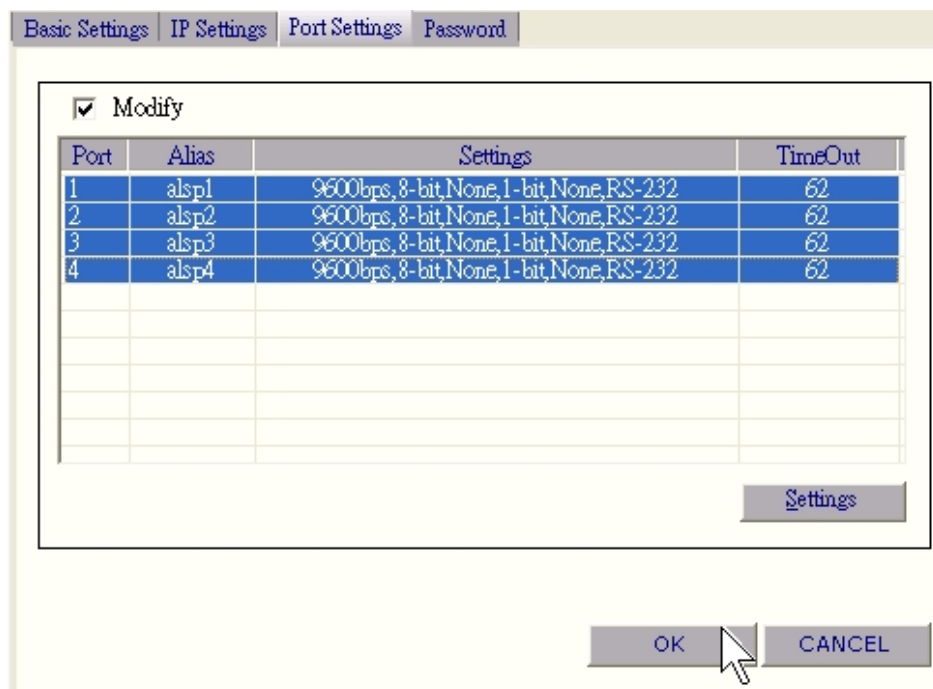 Basic Settings IP Settings Port Settings Password
Modify
Port Alias Settings TimeOut
1 alsp1 9600bps,8-bit,None,1-bit,None,RS-232 62
2 alsp2 9600bps,8-bit,None,1-bit,None,RS-232 62
3 alsp3 9600bps,8-bit,None,1-bit,None,RS-232 62
4 alsp4 9600bps,8-bit,None,1-bit,None,RS-232 62
Settings
OK CANCEL